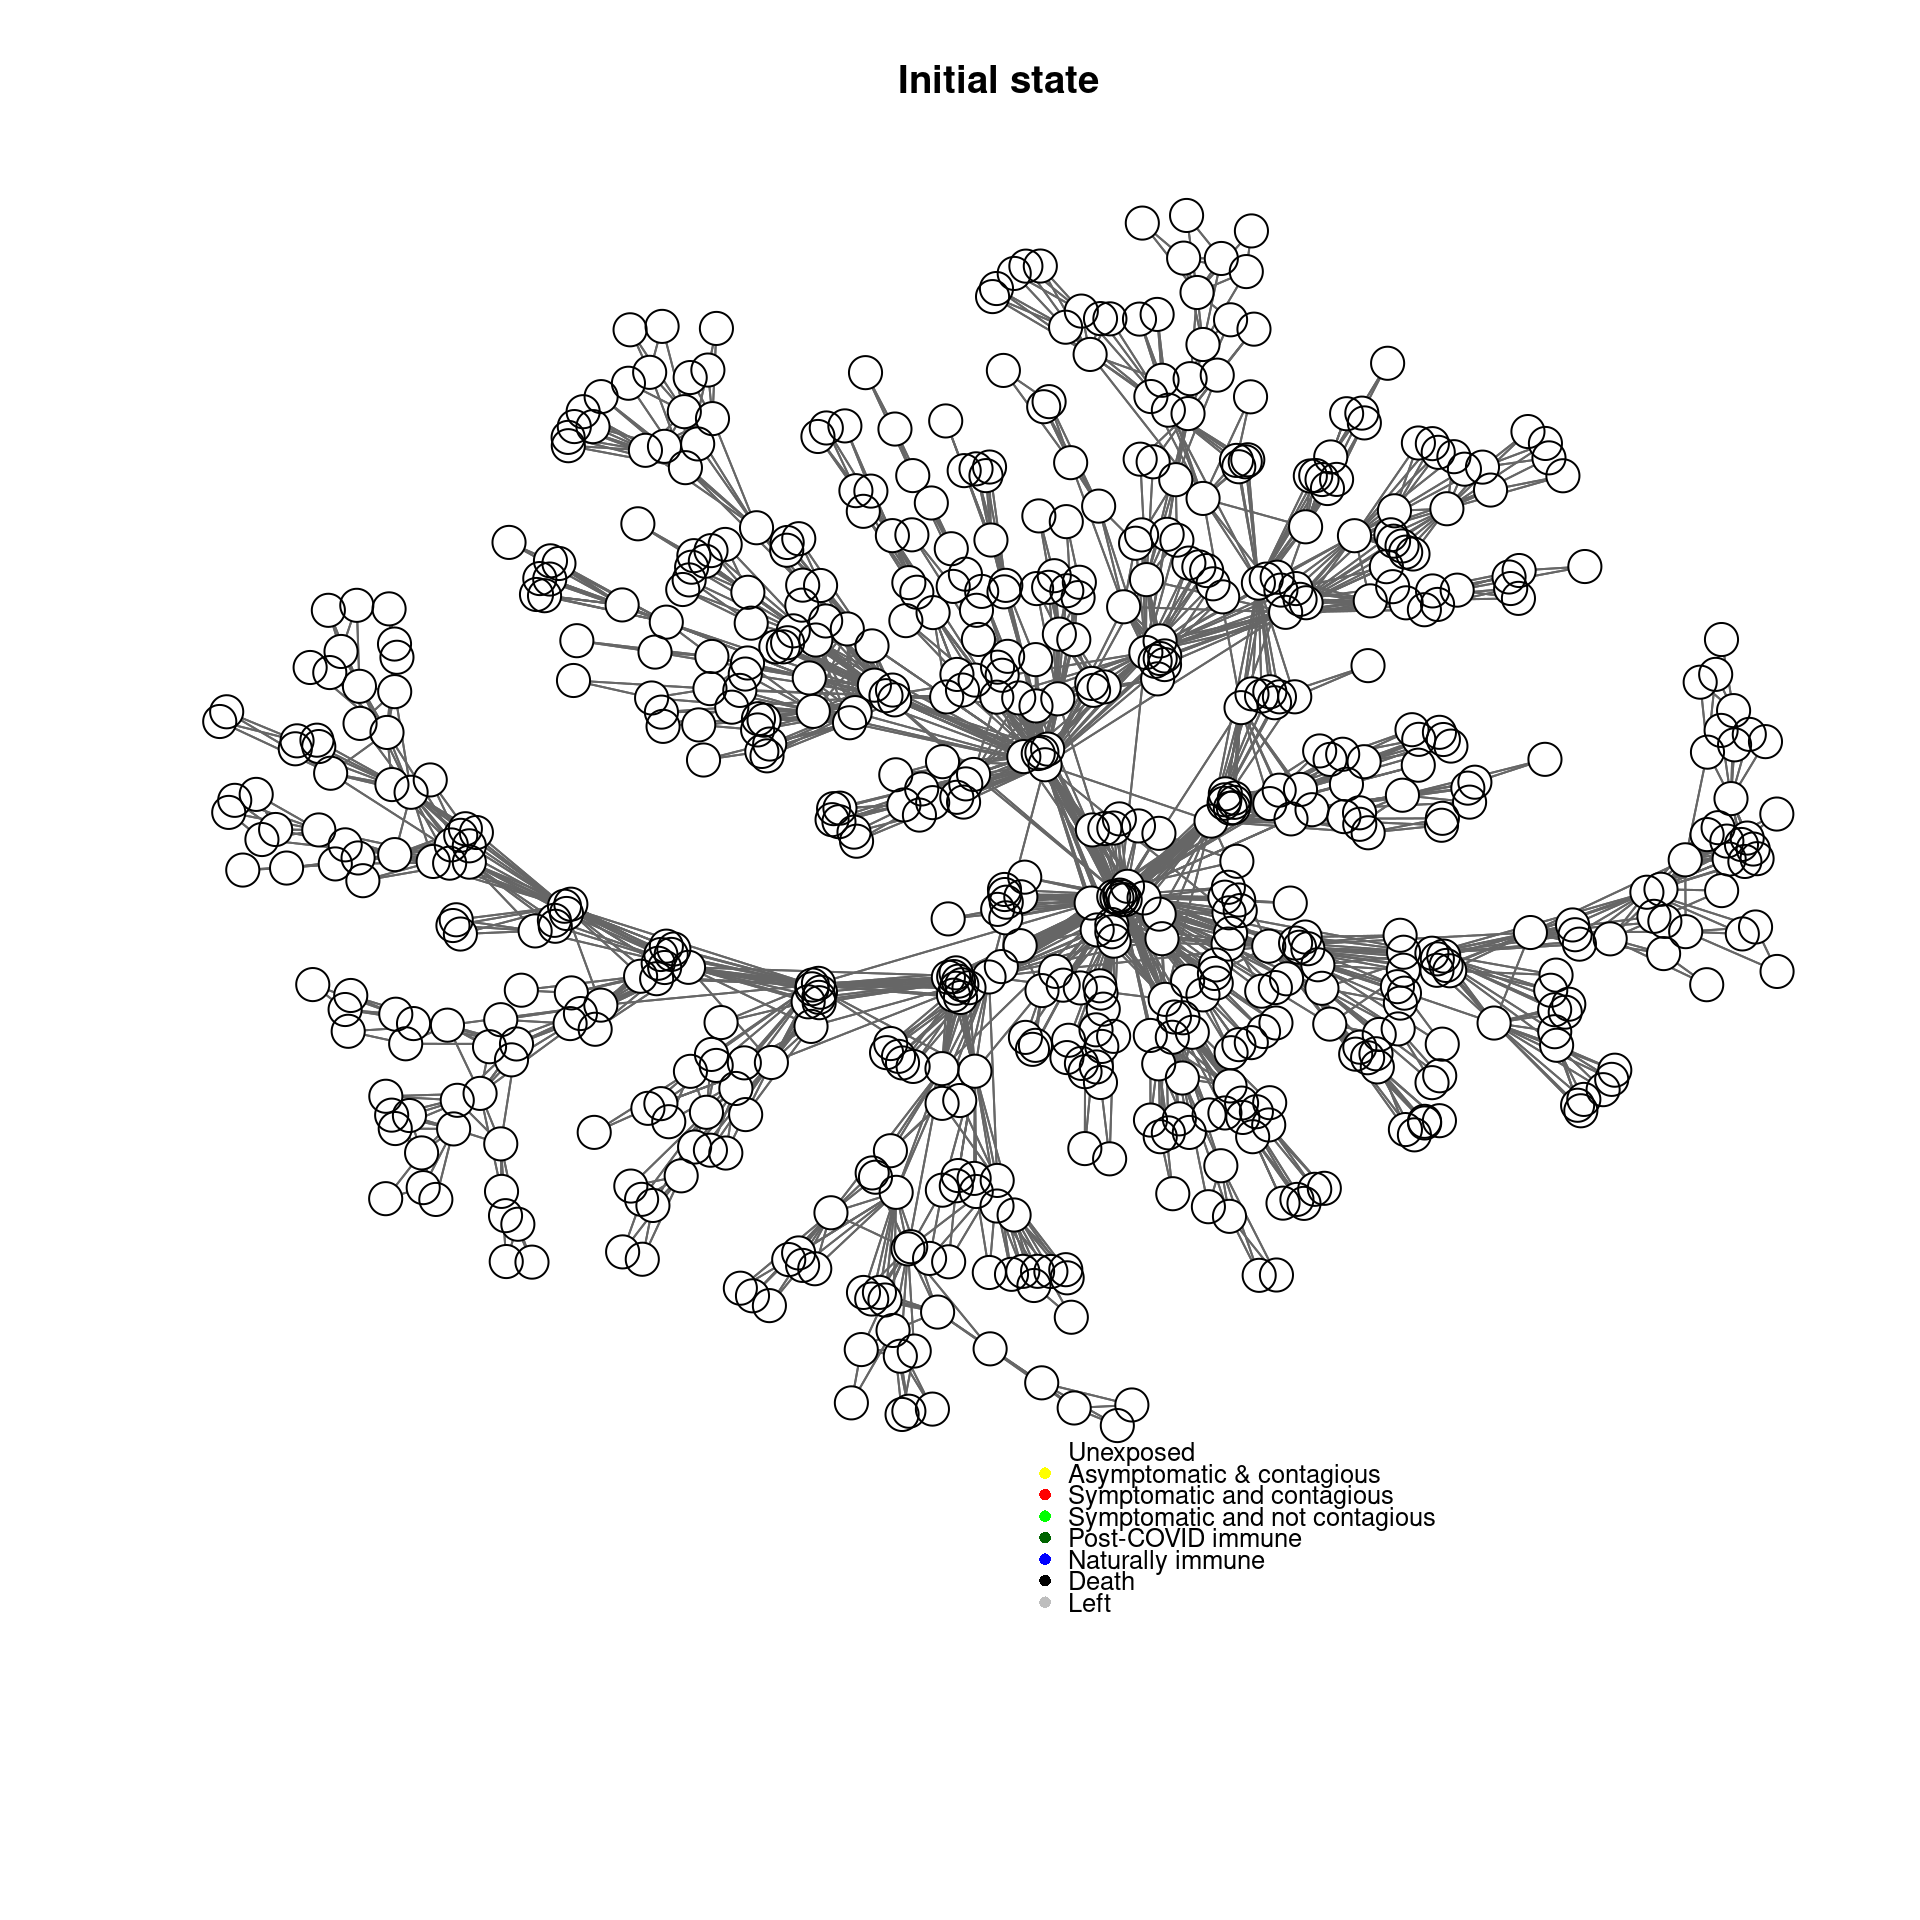 Initial state
Unexposed
Asymptomatic & contagious
Symptomatic and contagious
Symptomatic and not contagious
Post-COVID immune
Naturally immune
Death
Left